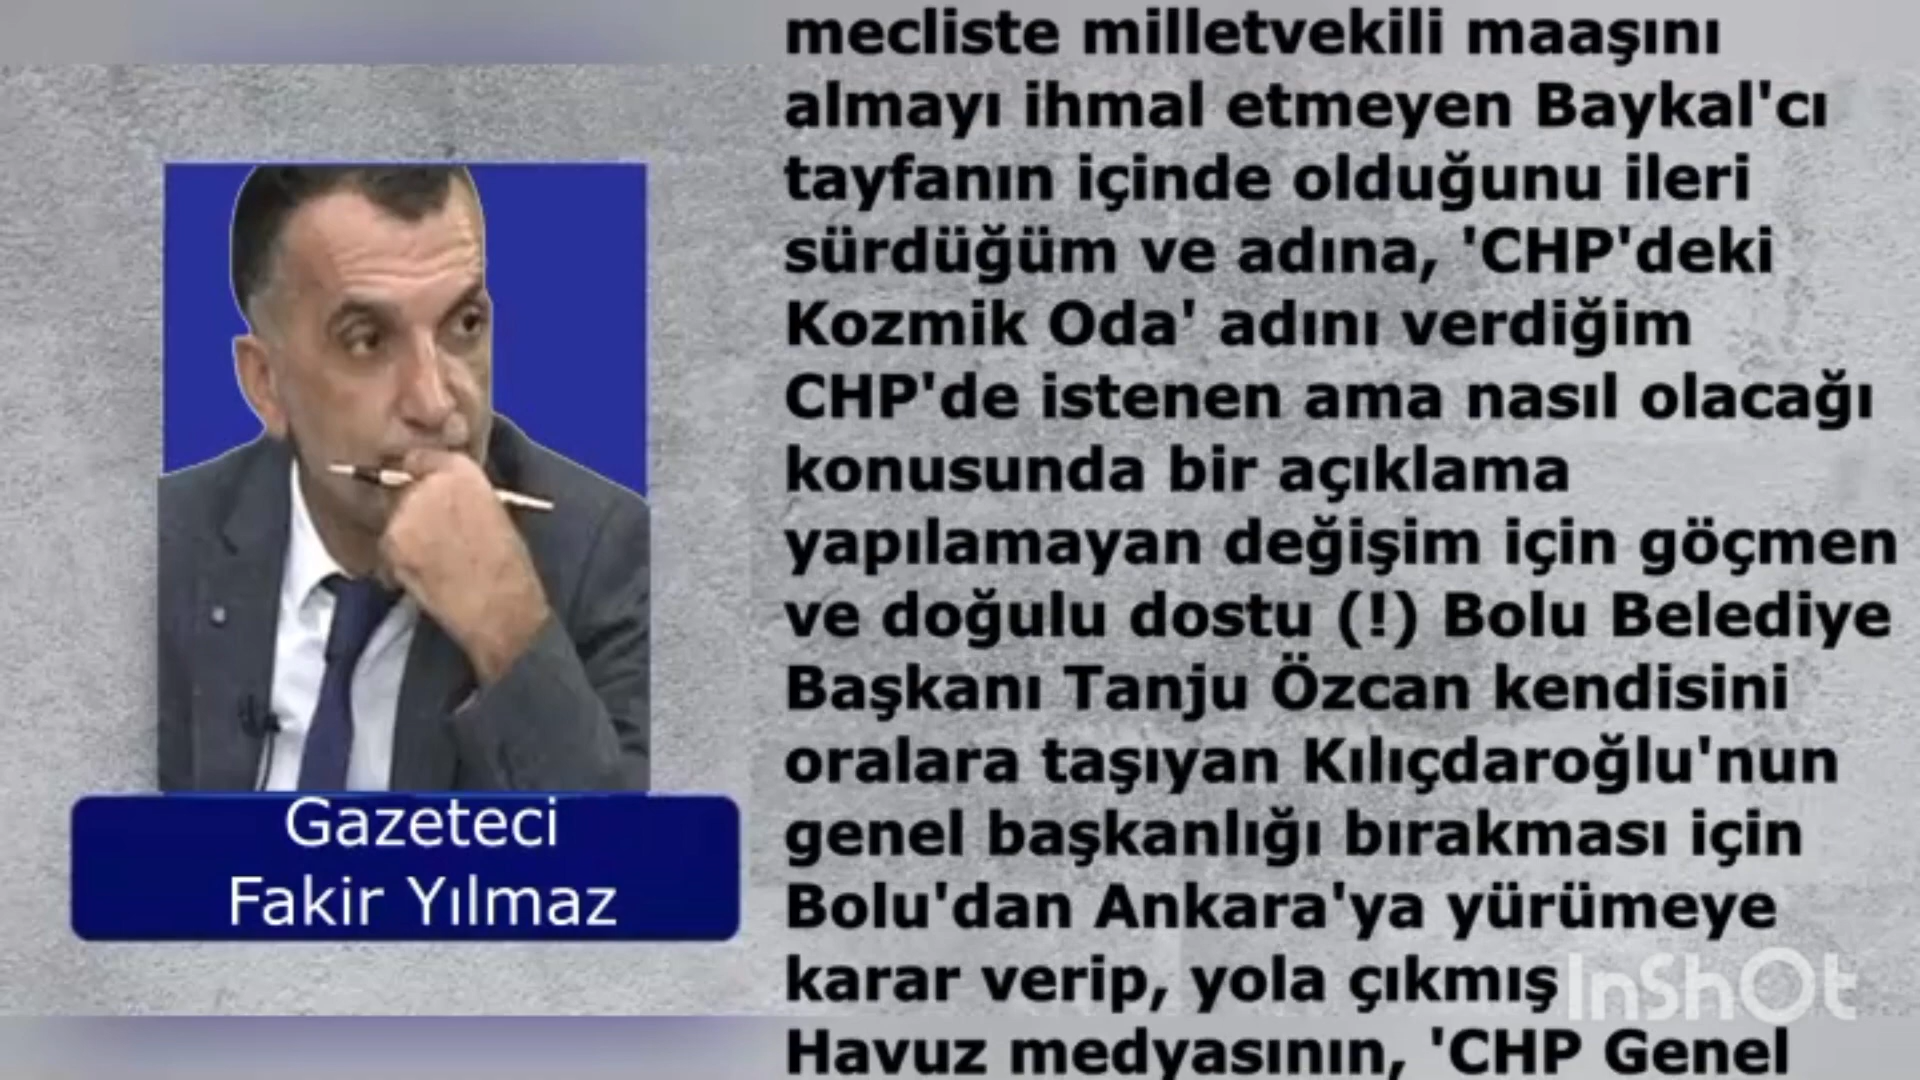 mecliste milletvekili maaşını
almayı ihmal etmeyen Baykal'cı
tayfanın içinde olduğunu ileri
sürdüğüm ve adına, 'CHP'deki
Kozmik Oda' adını verdiğim
CHP'de istenen ama nasıl olacağı
konusunda bir açıklama
yapılamayan değişim için göçmen
ve doğulu dostu (!) Bolu Belediye
Başkanı Tanju Özcan kendisini
oralara taşıyan Kılıçdaroğlu'nun
genel başkanlığı bırakması için
Bolu'dan Ankara'ya yürümeye
karar verip, yola çıkmış
Havuz medyasının, 'CHP Genel
Gazeteci
Fakir Yılmaz
InShOt